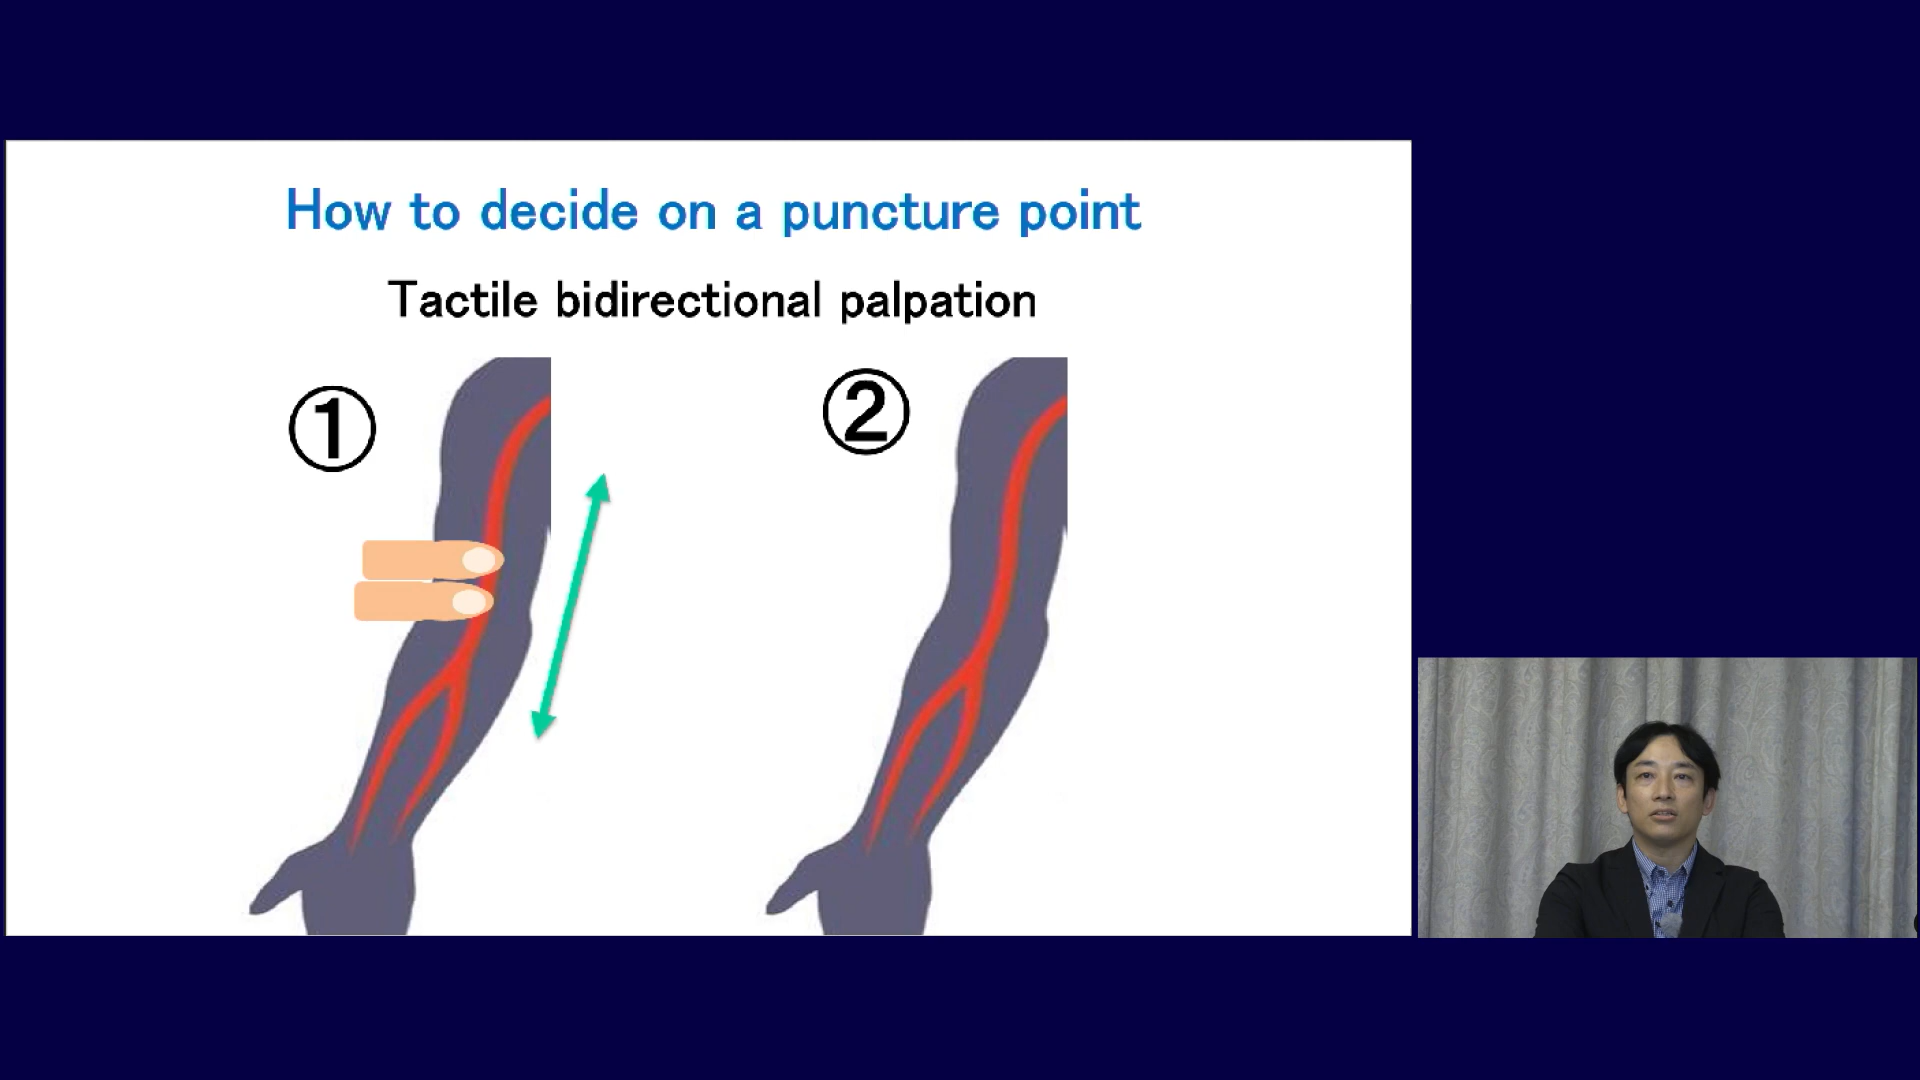 How to decide on a puncture point
Tactile bidirectional palpation
① ②